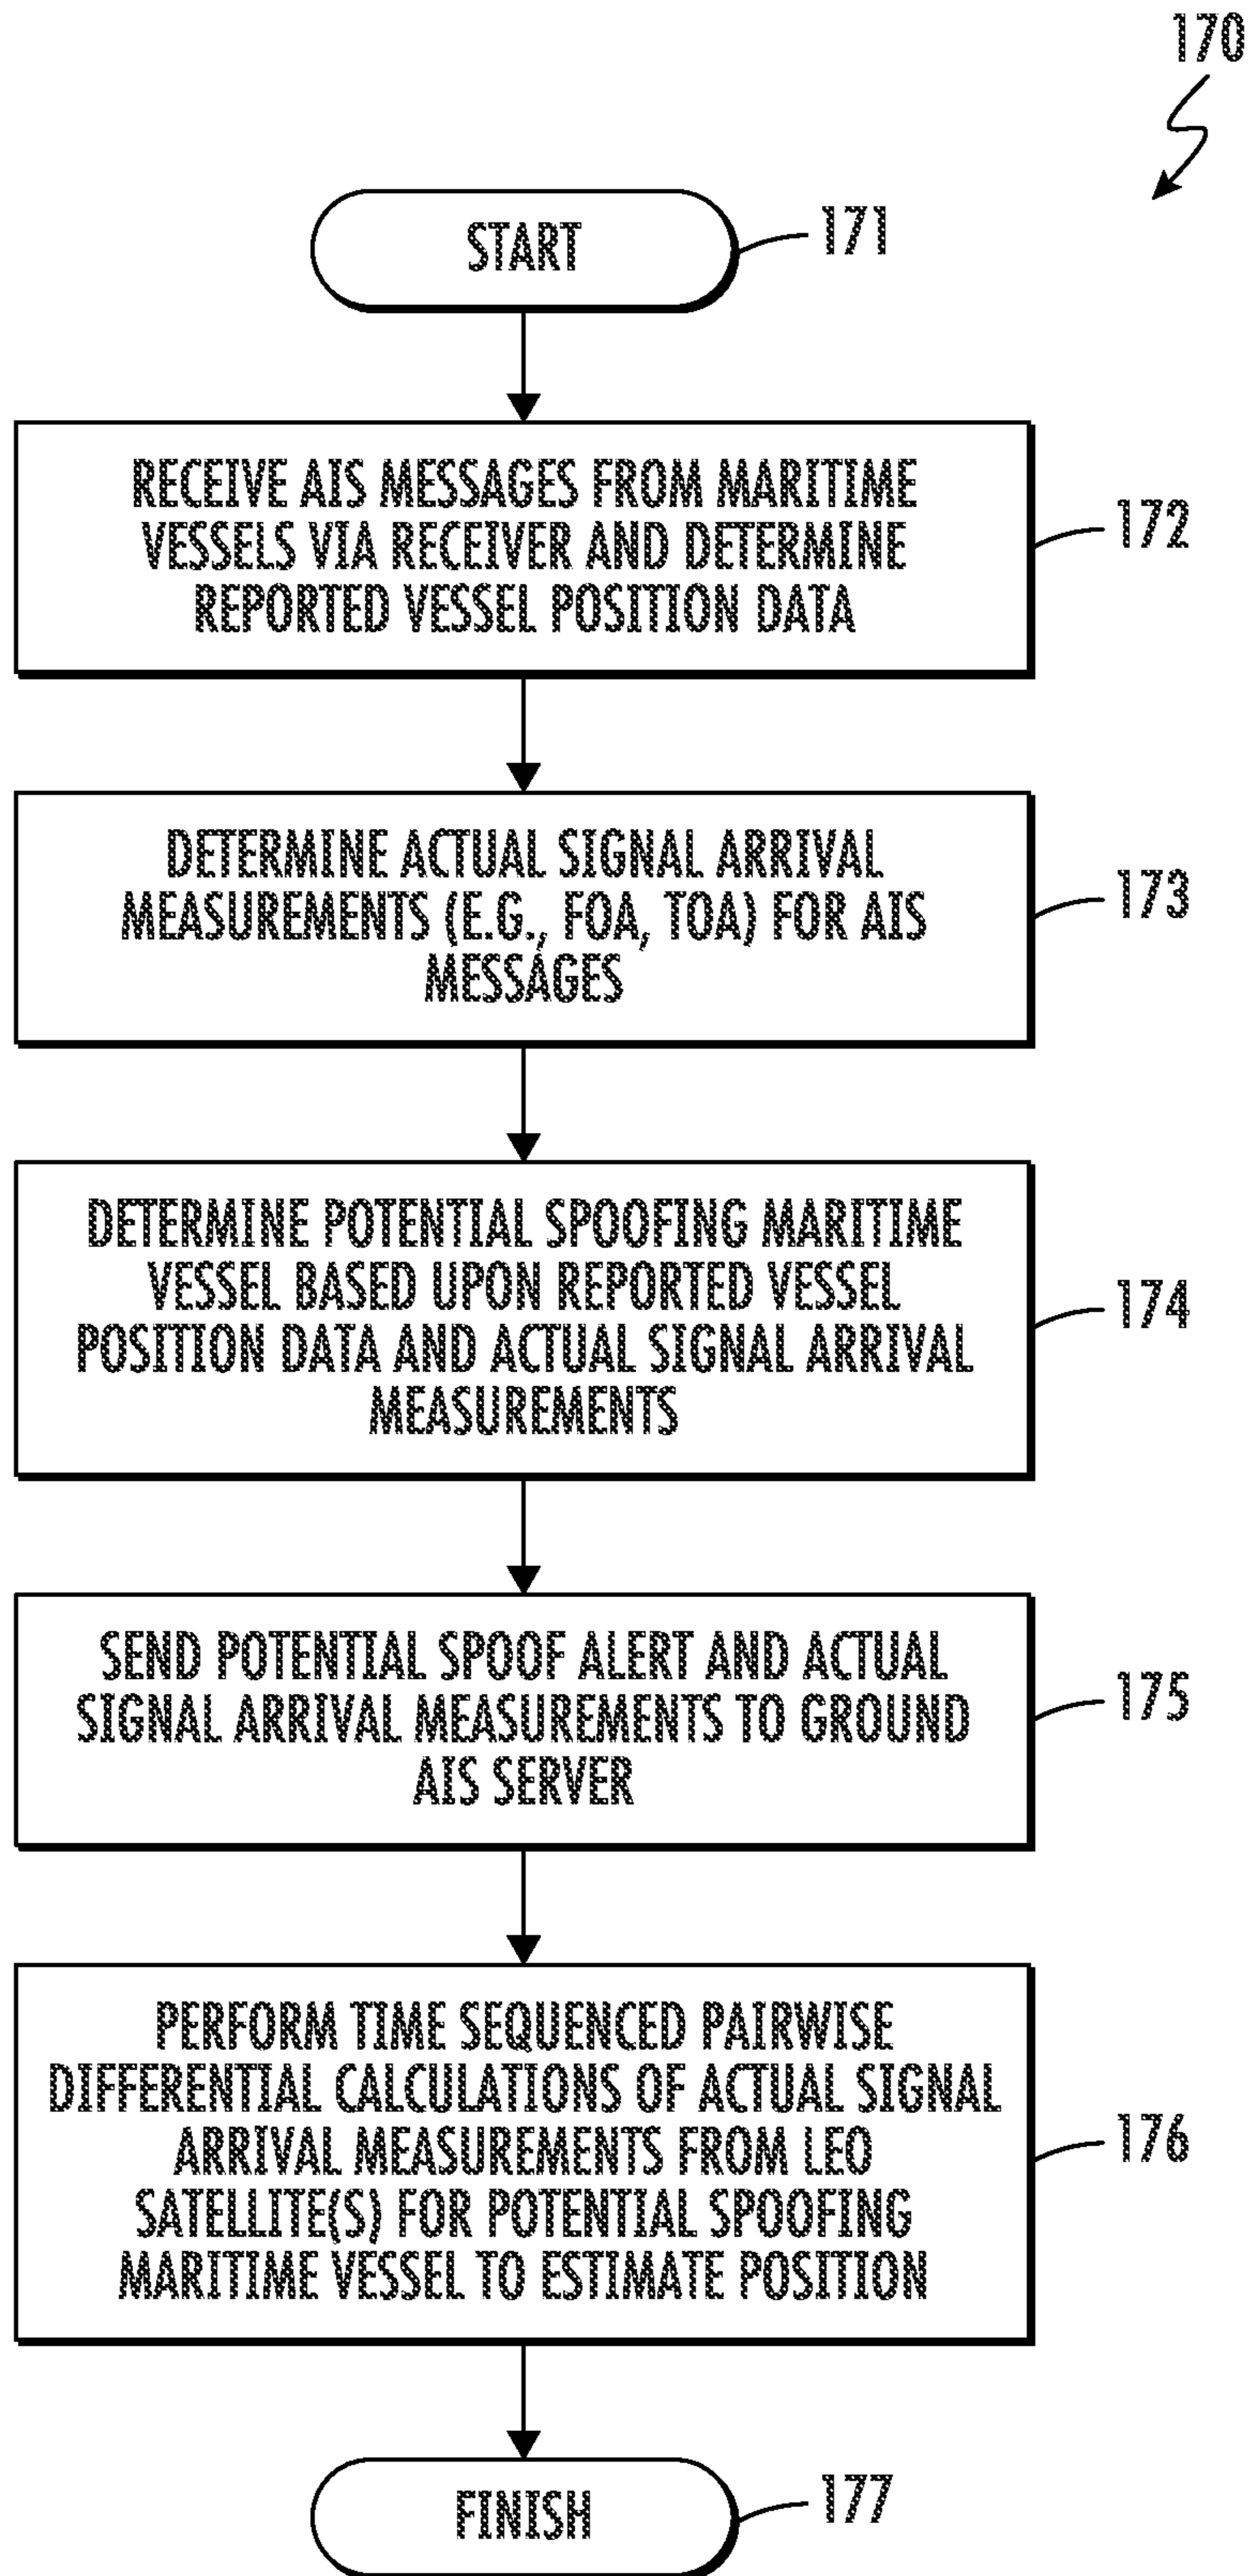 170
START
171
RECEIVE AIS MESSAGES FROM MARITIME
VESSELS VIA RECEIVER AND DETERMINE
REPORTED VESSEL POSITION DATA
172
DETERMINE ACTUAL SIGNAL ARRIVAL
MEASUREMENTS (E.G., FOA, TOA) FOR AIS
MESSAGES
173
DETERMINE POTENTIAL SPOOFING MARITIME
VESSEL BASED UPON REPORTED VESSEL
POSITION DATA AND ACTUAL SIGNAL ARRIVAL
MEASUREMENTS
174
SEND POTENTIAL SPOOF ALERT AND ACTUAL
SIGNAL ARRIVAL MEASUREMENTS TO GROUND
AIS SERVER
175
PERFORM TIME SEQUENCED PAIRWISE
DIFFERENTIAL CALCULATIONS OF ACTUAL SIGNAL
ARRIVAL MEASUREMENTS FROM LEO
SATELLITE(S) FOR POTENTIAL SPOOFING
MARITIME VESSEL TO ESTIMATE POSITION
176
FINISH
177